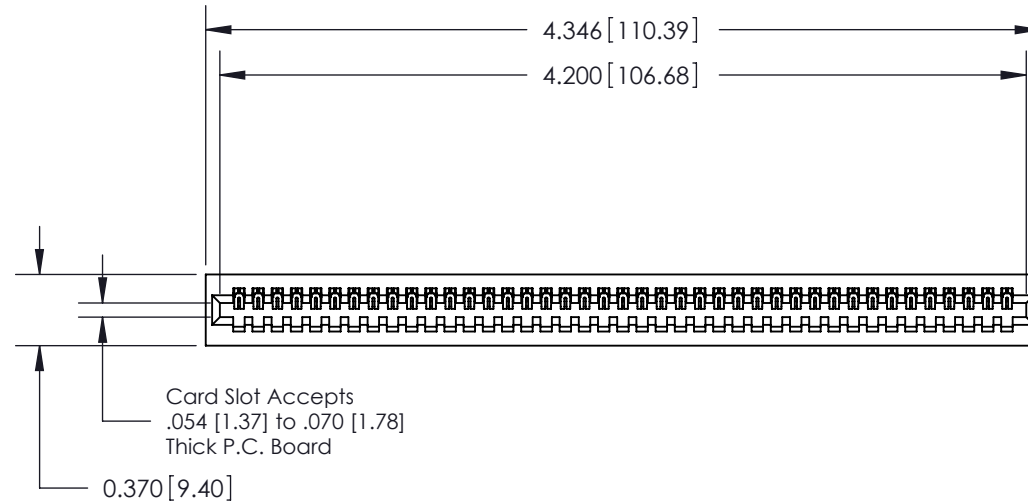 4.346[110.39]
4.200[106.68]
Card Slot Accepts
.054 [1.37] to .070 [1.78]
Thick P.C. Board
0.370[9.40]